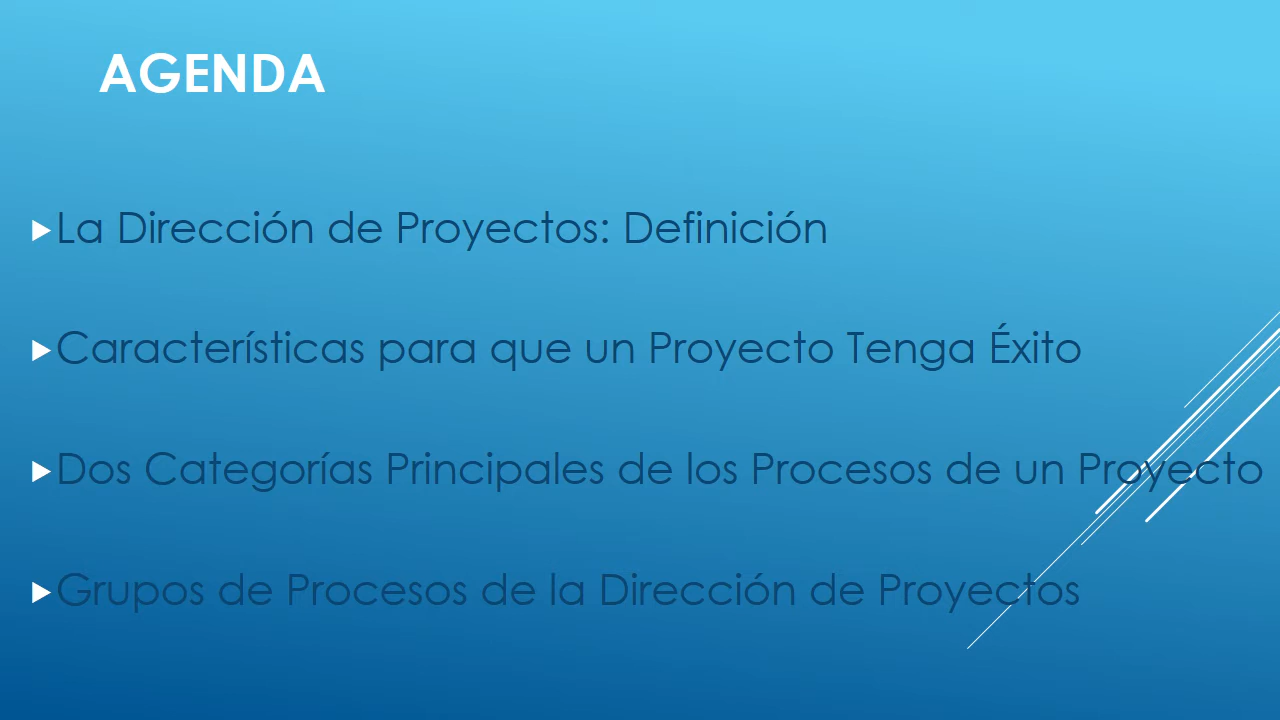 AGENDA
La Dirección de Proyectos: Definición
Características para que un Proyecto Tenga Éxito
Dos Categorías Principales de los Procesos de un Proyecto
Grupos de Procesos de la Dirección de Proyectos